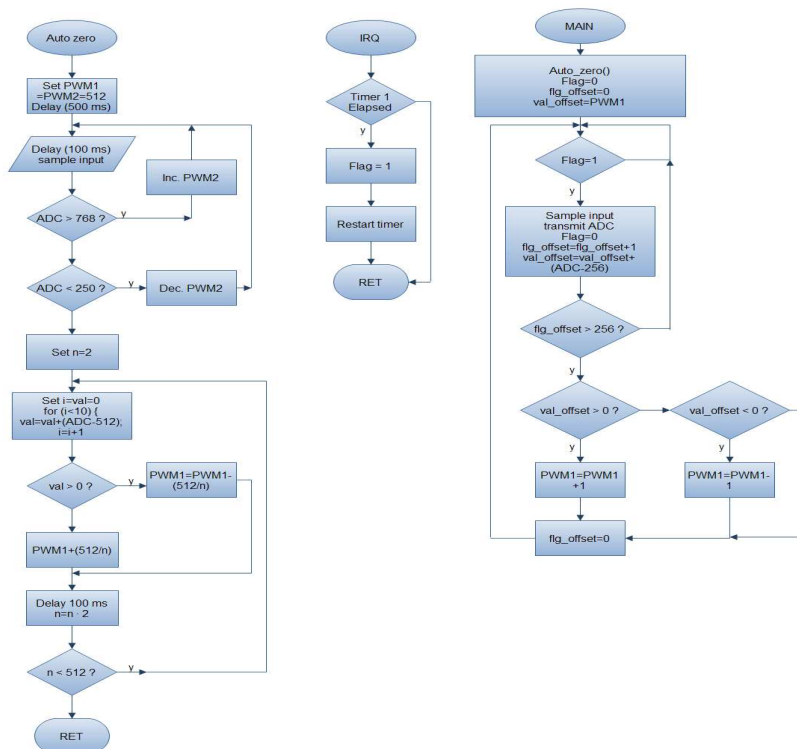 Auto zero
Set PWM1
=PWM2=512
Delay (500 ms)
Delay (100 ms)
sample input
Inc. PWM2
ADC > 768 ?
y
ADC < 250 ?
y
Dec. PWM2
Set n=2
Set i=val=0
for (i<10) {
val=val+(ADC-512);
i=i+1
val > 0 ?
y
PWM1=PWM1-
(512/n)
PWM1+(512/n)
Delay 100 ms
n=n · 2
n < 512 ?
y
RET
IRQ
Timer 1
Elapsed
y
Flag = 1
Restart timer
RET
MAIN
Auto_zero()
Flag=0
flg_offset=0
val_offset=PWM1
Flag=1
y
Sample input
transmit ADC
Flag=0
flg_offset=flg_offset+1
val_offset=val_offset+
(ADC-256)
flg_offset > 256 ?
y
val_offset > 0 ?
val_offset < 0 ?
y
y
PWM1=PWM1
+1
PWM1=PWM1-
1
flg_offset=0